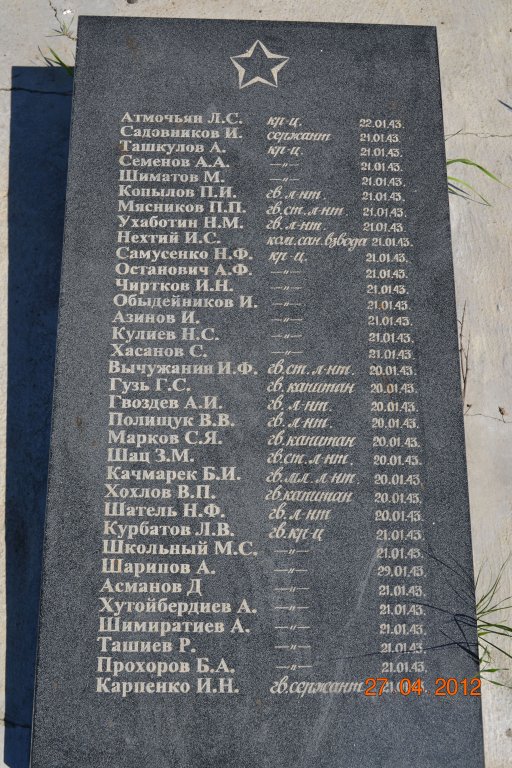 Атмочьян Л.С. кр-ц. 22.01.43.
Садовников И. сержант 21.01.43.
Ташкулов А. кр-ц. 21.01.43.
Семенов А.А. —„— 21.01.43.
Шиматов М. —„— 21.01.43.
Копылов П.И. гв.л-нт. 21.01.43.
Мясников П.П. гв.ст.л-нт. 21.01.43.
Ухаботин Н.М. гв.л-нт 21.01.43.
Нехтий И.С. ком.сан.взвода 21.01.43.
Самусенко Н.Ф. кр-ц. 21.01.43.
Останович А.Ф. —„— 21.01.43.
Чиртков И.Н. —„— 21.01.43.
Обыдейников И. —„— 21.01.43.
Азинов И. —„— 21.01.43.
Кулиев Н.С. —„— 21.01.43.
Хасанов С. —„— 21.01.43.
Вычужанин И.Ф. гв.ст.л-нт. 20.01.43.
Гузь Г.С. гв.капитан 20.01.43.
Гвоздев А.И. гв.л-нт. 20.01.43.
Полищук В.В. гв.л-нт. 20.01.43.
Марков С.Я. гв.капитан 20.01.43.
Шац З.М. гв.ст.л-нт. 20.01.43.
Качмарек Б.И. гв.мл.л-нт. 20.01.43.
Хохлов В.П. гв.капитан 20.01.43.
Шатель Н.Ф. гв.л-нт 20.01.43.
Курбатов Л.В. гв.кр-ц 21.01.43.
Школьный М.С. —„— 21.01.43.
Шарипов А. —„— 29.01.43.
Асманов Д —„— 21.01.43.
Хутойбердиев А. —„— 21.01.43.
Шимиратиев А. —„— 21.01.43.
Ташиев Р. —„— 21.01.43.
Прохоров Б.А. —„— 21.01.43.
Карпенко И.Н. гв.сержант 21.01.43.
27 04 2012